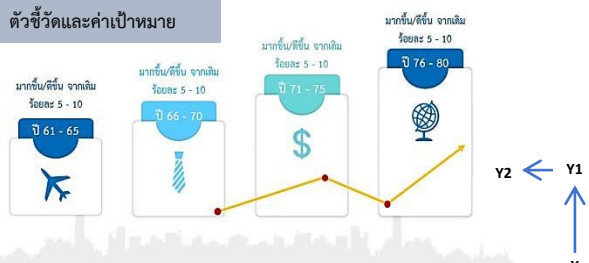 ตัวชี้วัดและค่าเป้าหมาย
มากขึ้น/ดีขึ้น จากเดิม
ร้อยละ 5 - 10
ปี 61 - 65
มากขึ้น/ดีขึ้น จากเดิม
ร้อยละ 5 - 10
ปี 66 - 70
มากขึ้น/ดีขึ้น จากเดิม
ร้อยละ 5 - 10
ปี 71 - 75
$
มากขึ้น/ดีขึ้น จากเดิม
ร้อยละ 5 - 10
ปี 76 - 80
Y2
Y1